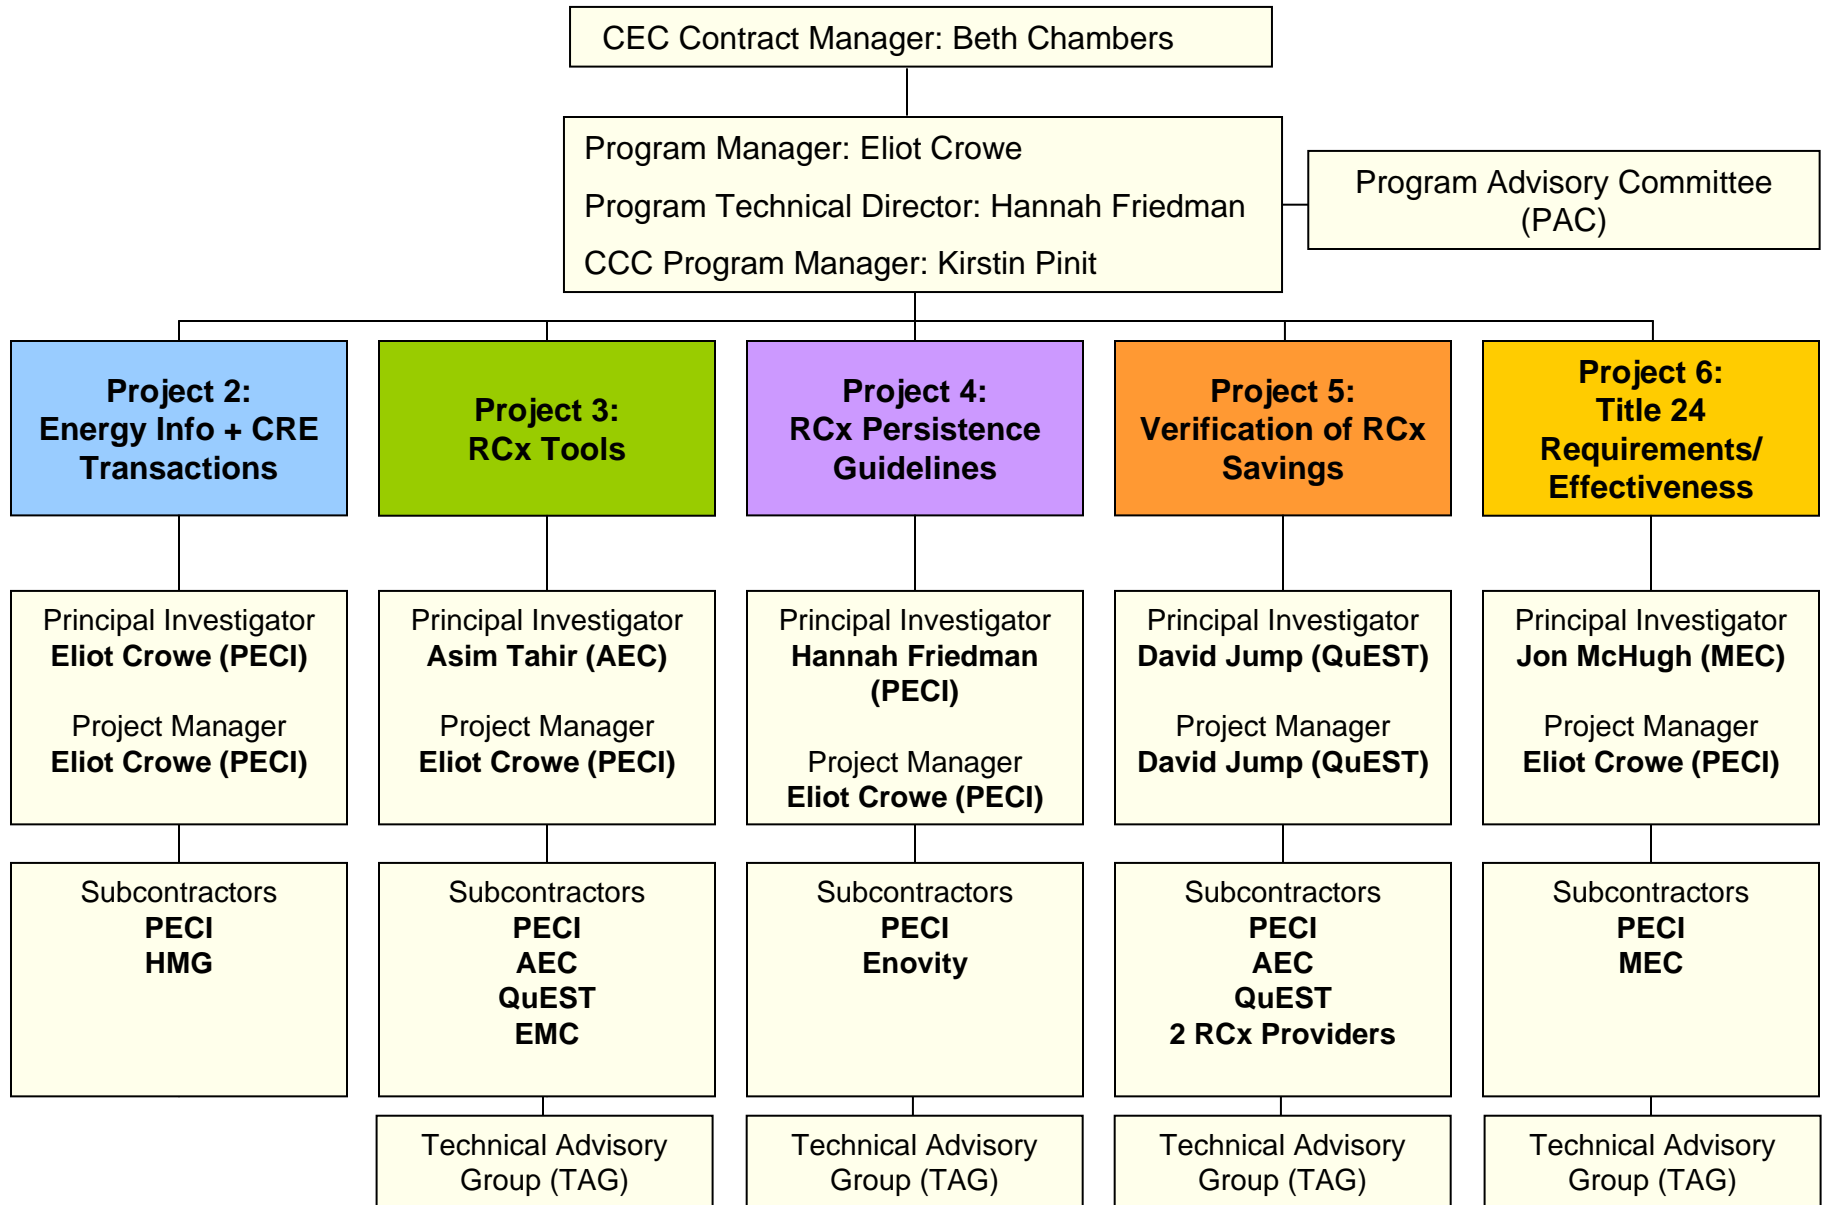 CEC Contract Manager: Beth Chambers
Program Manager: Eliot Crowe
Program Technical Director: Hannah Friedman
CCC Program Manager: Kirstin Pinit
Program Advisory Committee
(PAC)
Project 2:
Energy Info + CRE
Transactions
Project 3:
RCx Tools
Project 4:
RCx Persistence
Guidelines
Project 5:
Verification of RCx
Savings
Project 6:
Title 24
Requirements/
Effectiveness
Principal Investigator
Eliot Crowe (PECI)
Project Manager
Eliot Crowe (PECI)
Principal Investigator
Asim Tahir (AEC)
Project Manager
Eliot Crowe (PECI)
Principal Investigator
Hannah Friedman
(PECI)
Project Manager
Eliot Crowe (PECI)
Principal Investigator
David Jump (QuEST)
Project Manager
David Jump (QuEST)
Principal Investigator
Jon McHugh (MEC)
Project Manager
Eliot Crowe (PECI)
Subcontractors
PECI
HMG
Subcontractors
PECI
AEC
QuEST
EMC
Subcontractors
PECI
Enovity
Subcontractors
PECI
AEC
QuEST
2 RCx Providers
Subcontractors
PECI
MEC
Technical Advisory
Group (TAG)
Technical Advisory
Group (TAG)
Technical Advisory
Group (TAG)
Technical Advisory
Group (TAG)